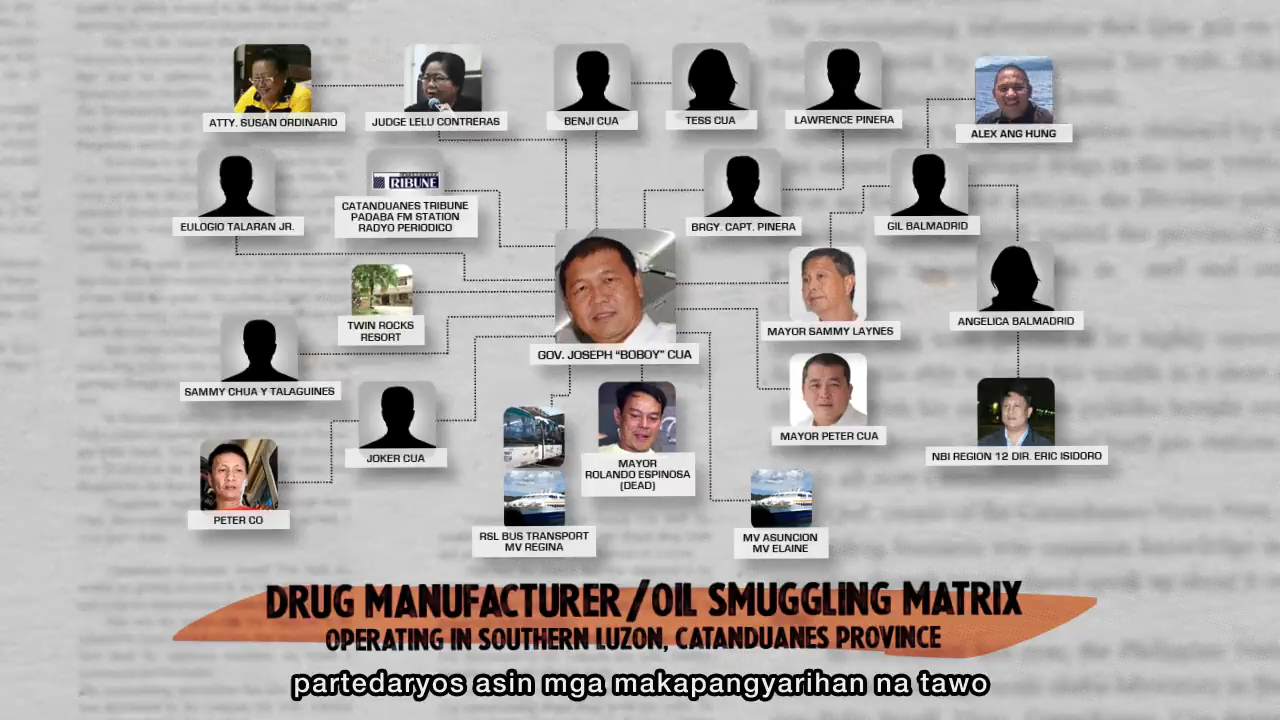 ATTY. SUSAN ORDINARIO
JUDGE LELU CONTRERAS
BENJI CUA
TESS CUA
LAWRENCE PINERA
ALEX ANG HUNG
EULOGIO TALARAN JR.
TRIBUNE
CATANDUANES TRIBUNE
PADABA FM STATION
RADYO PERIODICO
BRGY. CAPT. PINERA
GIL BALMADRID
TWIN ROCKS
RESORT
GOV. JOSEPH "BOBOY" CUA
MAYOR SAMMY LAYNES
ANGELICA BALMADRID
SAMMY CHUA Y TALAGUINES
JOKER CUA
MAYOR
ROLANDO ESPINOSA
(DEAD)
MAYOR PETER CUA
NBI REGION 12 DIR. ERIC ISIDORO
PETER CO
RSL BUS TRANSPORT
MV REGINA
MV ASUNCION
MV ELAINE
DRUG MANUFACTURER/OIL SMUGGLING MATRIX
OPERATING IN SOUTHERN LUZON, CATANDUANES PROVINCE
partedaryos asin mga makapangyarihan na tawo